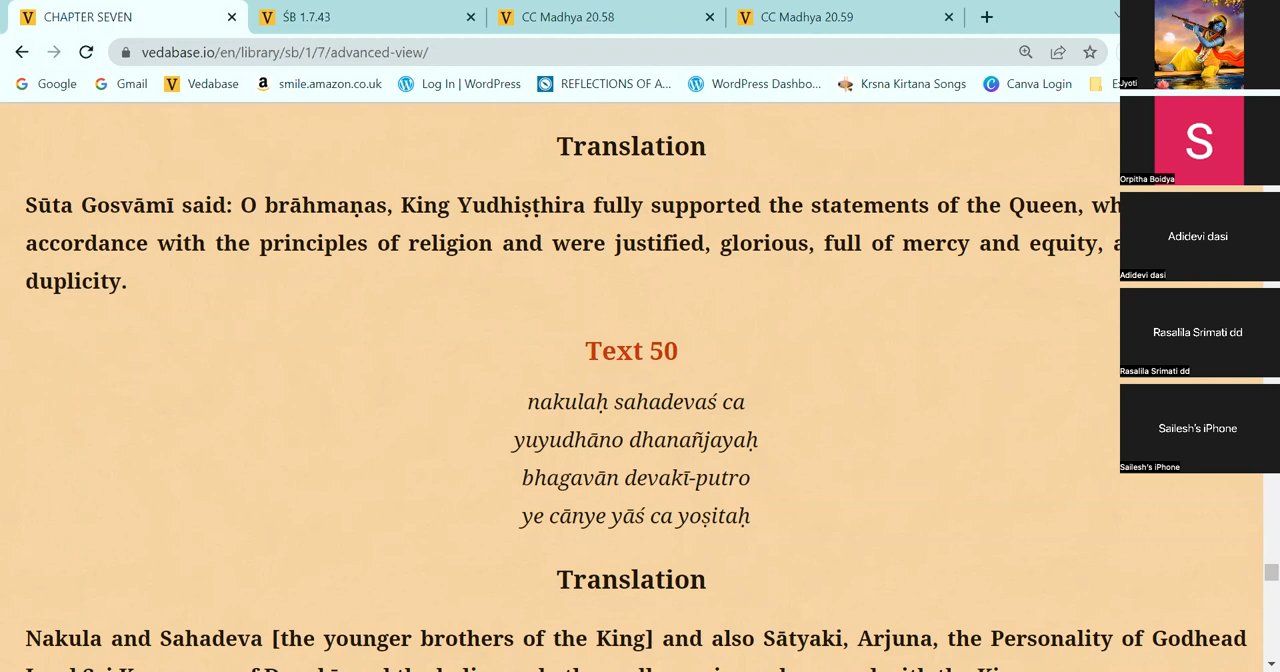 CHAPTER SEVEN
ŚB 1.7.43
CC Madhya 20.58
CC Madhya 20.59
vedabase.io/en/library/sb/1/7/advanced-view/
Google
Gmail
Vedabase
smile.amazon.co.uk
Log In | WordPress
REFLECTIONS OF A...
WordPress Dashbo...
Krsna Kirtana Songs
Canva Login
Translation
Sūta Gosvāmī said: O brāhmaṇas, King Yudhiṣṭhira fully supported the statements of the Queen, wh
accordance with the principles of religion and were justified, glorious, full of mercy and equity, a
duplicity.
Text 50
nakulaḥ sahadevaś ca
yuyudhāno dhanañjayaḥ
bhagavān devakī-putro
ye cānye yāś ca yoṣitaḥ
Translation
Nakula and Sahadeva [the younger brothers of the King] and also Sātyaki, Arjuna, the Personality of Godhead
Jyoti
S
Orpitha Boidya
Adidevi dasi
Adidevi dasi
Rasalila Srimati dd
Rasalila Srimati dd
Sailesh's iPhone
Sailesh's iPhone